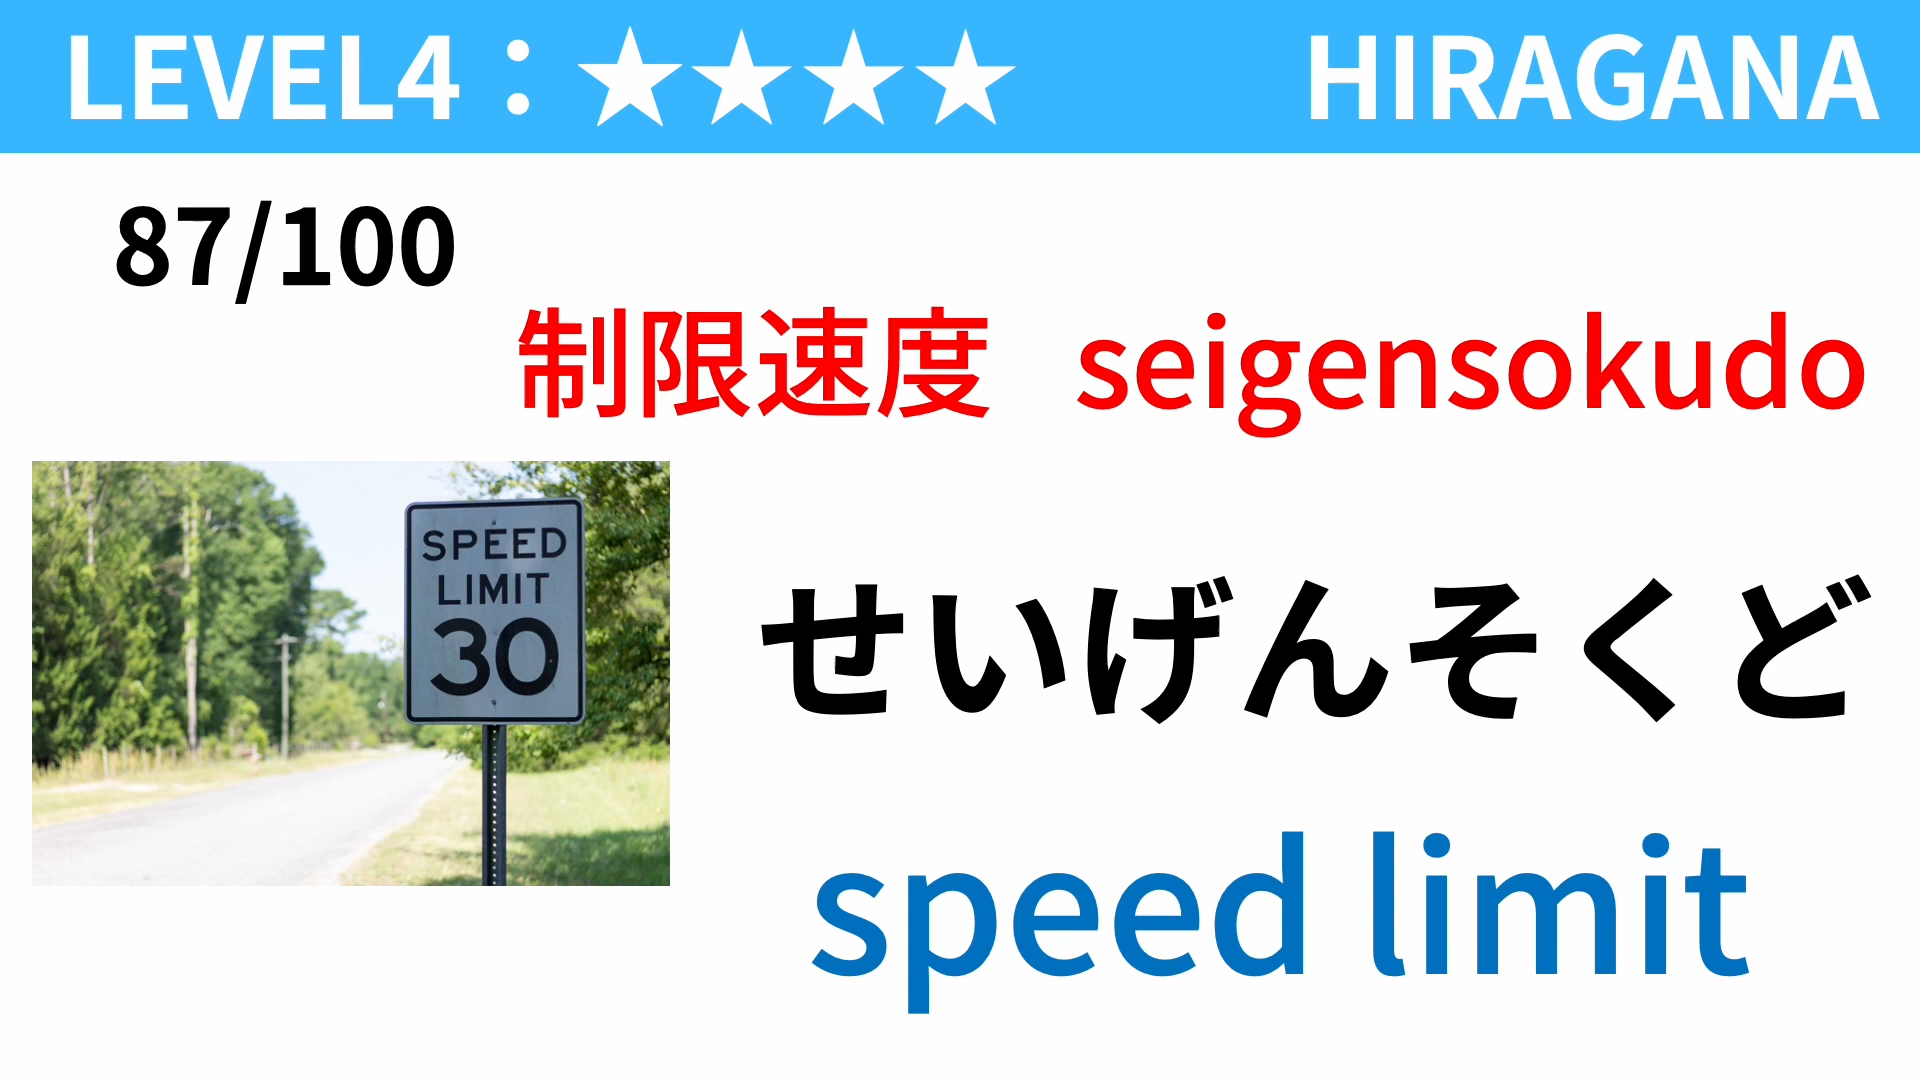 LEVEL4：★★★★ HIRAGANA
87/100
制限速度 seigensokudo
SPEED
LIMIT
30
せいげんそくど
speed limit